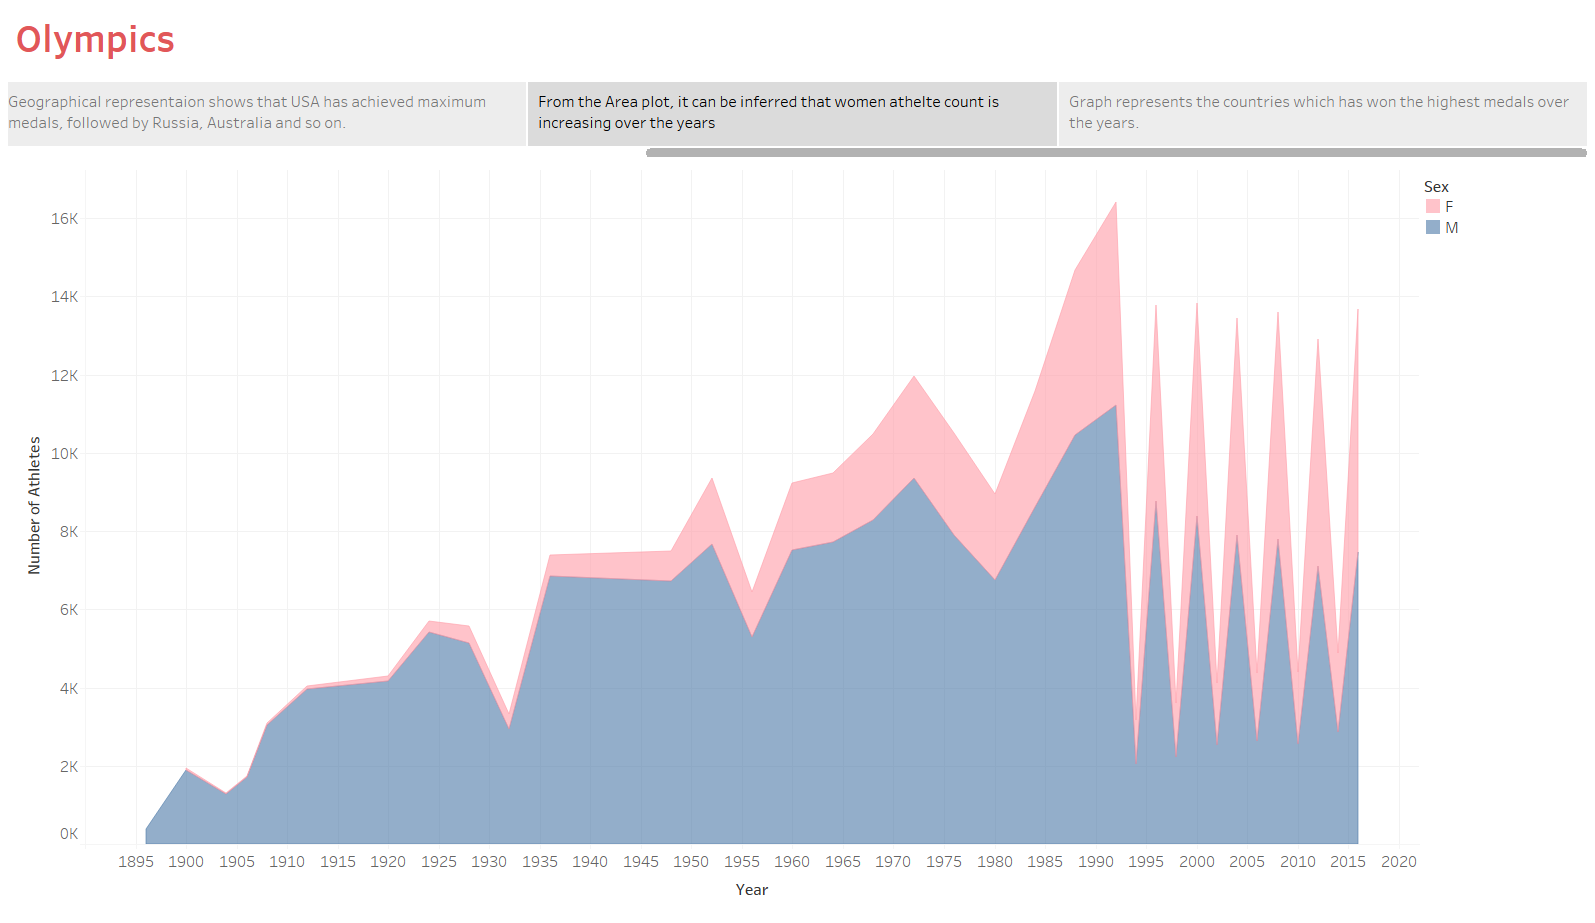 Olympics
Geographical representaion shows that USA has achieved maximum
medals, followed by Russia, Australia and so on.
From the Area plot, it can be inferred that women athelte count is
increasing over the years
Graph represents the countries which has won the highest medals over
the years.
Sex
F
M
16K
14K
12K
10K
8K
6K
4K
2K
0K
Number of Athletes
1895 1900 1905 1910 1915 1920 1925 1930 1935 1940 1945 1950 1955 1960 1965 1970 1975 1980 1985 1990 1995 2000 2005 2010 2015 2020
Year